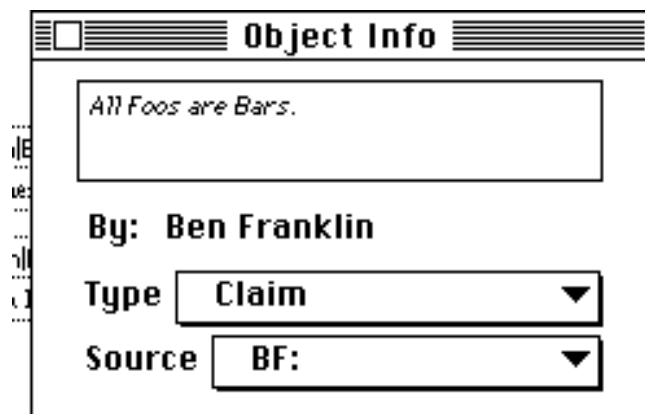 Object Info
All Foos are Bars.
By: Ben Franklin
Type Claim
Source BF: